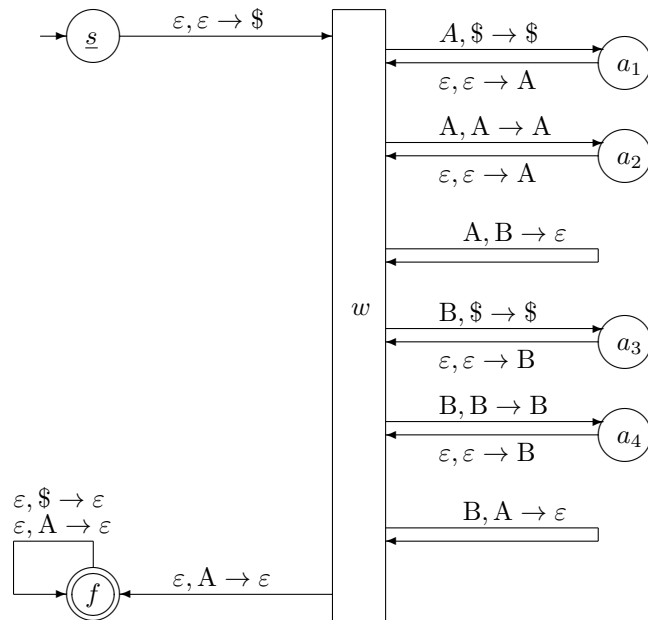 s
ε, ε → $
A, $ → $
a₁
ε, ε → A
A, A → A
a₂
ε, ε → A
A, B → ε
w
B, $ → $
a₃
ε, ε → B
B, B → B
a₄
ε, ε → B
ε, $ → ε
ε, A → ε
B, A → ε
f
ε, A → ε